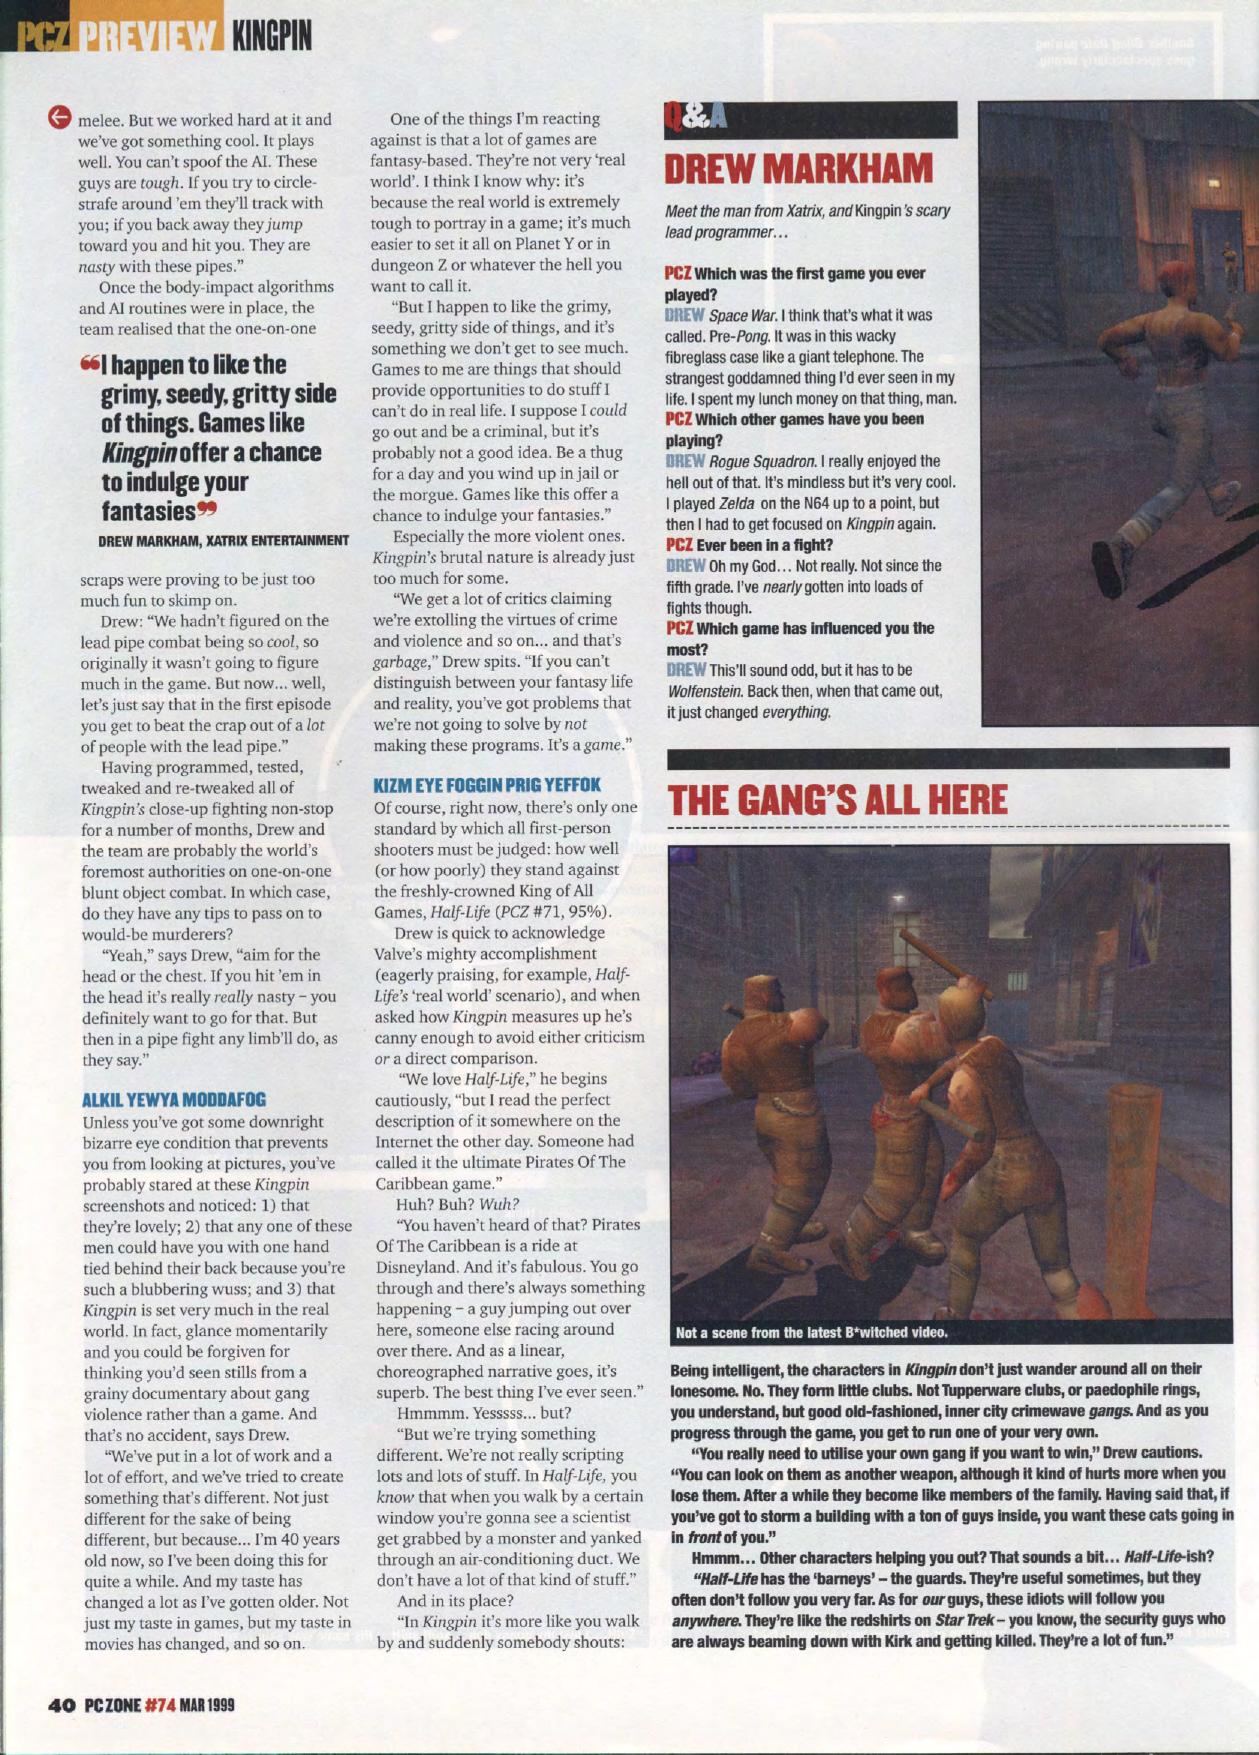 PCZ PREVIEW KINGPIN
melee. But we worked hard at it and
we've got something cool. It plays
well. You can't spoof the AI. These
guys are tough. If you try to circle-
strafe around 'em they'll track with
you; if you back away they jump
toward you and hit you. They are
nasty with these pipes."
Once the body-impact algorithms
and AI routines were in place, the
team realised that the one-on-one
“I happen to like the
grimy, seedy, gritty side
of things. Games like
Kingpin offer a chance
to indulge your
fantasies”
DREW MARKHAM, XATRIX ENTERTAINMENT
scraps were proving to be just too
much fun to skimp on.
Drew: "We hadn't figured on the
lead pipe combat being so cool, so
originally it wasn't going to figure
much in the game. But now... well,
let's just say that in the first episode
you get to beat the crap out of a lot
of people with the lead pipe."
Having programmed, tested,
tweaked and re-tweaked all of
Kingpin's close-up fighting non-stop
for a number of months, Drew and
the team are probably the world's
foremost authorities on one-on-one
blunt object combat. In which case,
do they have any tips to pass on to
would-be murderers?
"Yeah," says Drew, "aim for the
head or the chest. If you hit 'em in
the head it's really really nasty – you
definitely want to go for that. But
then in a pipe fight any limb'll do, as
they say."
ALKIL YEWYA MODDAFOG
Unless you've got some downright
bizarre eye condition that prevents
you from looking at pictures, you've
probably stared at these Kingpin
screenshots and noticed: 1) that
they're lovely; 2) that any one of these
men could have you with one hand
tied behind their back because you're
such a blubbering wuss; and 3) that
Kingpin is set very much in the real
world. In fact, glance momentarily
and you could be forgiven for
thinking you'd seen stills from a
grainy documentary about gang
violence rather than a game. And
that's no accident, says Drew.
"We've put in a lot of work and a
lot of effort, and we've tried to create
something that's different. Not just
different for the sake of being
different, but because... I'm 40 years
old now, so I've been doing this for
quite a while. And my taste has
changed a lot as I've gotten older. Not
just my taste in games, but my taste in
movies has changed, and so on.
One of the things I'm reacting
against is that a lot of games are
fantasy-based. They're not very 'real
world'. I think I know why: it's
because the real world is extremely
tough to portray in a game; it's much
easier to set it all on Planet Y or in
dungeon Z or whatever the hell you
want to call it.
"But I happen to like the grimy,
seedy, gritty side of things, and it's
something we don't get to see much.
Games to me are things that should
provide opportunities to do stuff I
can't do in real life. I suppose I could
go out and be a criminal, but it's
probably not a good idea. Be a thug
for a day and you wind up in jail or
the morgue. Games like this offer a
chance to indulge your fantasies."
Especially the more violent ones.
Kingpin's brutal nature is already just
too much for some.
"We get a lot of critics claiming
we're extolling the virtues of crime
and violence and so on... and that's
garbage," Drew spits. "If you can't
distinguish between your fantasy life
and reality, you've got problems that
we're not going to solve by not
making these programs. It's a game."
KIZM EYE FOGGIN PRIG YEFFOK
Of course, right now, there's only one
standard by which all first-person
shooters must be judged: how well
(or how poorly) they stand against
the freshly-crowned King of All
Games, Half-Life (PCZ #71, 95%).
Drew is quick to acknowledge
Valve's mighty accomplishment
(eagerly praising, for example, Half-
Life's 'real world' scenario), and when
asked how Kingpin measures up he's
canny enough to avoid either criticism
or a direct comparison.
"We love Half-Life," he begins
cautiously, "but I read the perfect
description of it somewhere on the
Internet the other day. Someone had
called it the ultimate Pirates Of The
Caribbean game."
Huh? Buh? Wuh?
"You haven't heard of that? Pirates
Of The Caribbean is a ride at
Disneyland. And it's fabulous. You go
through and there's always something
happening – a guy jumping out over
here, someone else racing around
over there. And as a linear,
choreographed narrative goes, it's
superb. The best thing I've ever seen."
Hmmmm. Yesssss... but?
"But we're trying something
different. We're not really scripting
lots and lots of stuff. In Half-Life, you
know that when you walk by a certain
window you're gonna see a scientist
get grabbed by a monster and yanked
through an air-conditioning duct. We
don't have a lot of that kind of stuff."
And in its place?
"In Kingpin it's more like you walk
by and suddenly somebody shouts:
Q&A
DREW MARKHAM
Meet the man from Xatrix, and Kingpin's scary
lead programmer...
PCZ Which was the first game you ever
played?
DREW Space War. I think that's what it was
called. Pre-Pong. It was in this wacky
fibreglass case like a giant telephone. The
strangest goddamned thing I'd ever seen in my
life. I spent my lunch money on that thing, man.
PCZ Which other games have you been
playing?
DREW Rogue Squadron. I really enjoyed the
hell out of that. It's mindless but it's very cool.
I played Zelda on the N64 up to a point, but
then I had to get focused on Kingpin again.
PCZ Ever been in a fight?
DREW Oh my God... Not really. Not since the
fifth grade. I've nearly gotten into loads of
fights though.
PCZ Which game has influenced you the
most?
DREW This'll sound odd, but it has to be
Wolfenstein. Back then, when that came out,
it just changed everything.
THE GANG'S ALL HERE
Not a scene from the latest B*witched video.
Being intelligent, the characters in Kingpin don't just wander around all on their
lonesome. No. They form little clubs. Not Tupperware clubs, or paedophile rings,
you understand, but good old-fashioned, inner city crimewave gangs. And as you
progress through the game, you get to run one of your very own.
"You really need to utilise your own gang if you want to win," Drew cautions.
"You can look on them as another weapon, although it kind of hurts more when you
lose them. After a while they become like members of the family. Having said that, if
you've got to storm a building with a ton of guys inside, you want these cats going in
in front of you."
Hmmm... Other characters helping you out? That sounds a bit... Half-Life-ish?
"Half-Life has the 'barneys' – the guards. They're useful sometimes, but they
often don't follow you very far. As for our guys, these idiots will follow you
anywhere. They're like the redshirts on Star Trek – you know, the security guys who
are always beaming down with Kirk and getting killed. They're a lot of fun."
40 PC ZONE #74 MAR 1999